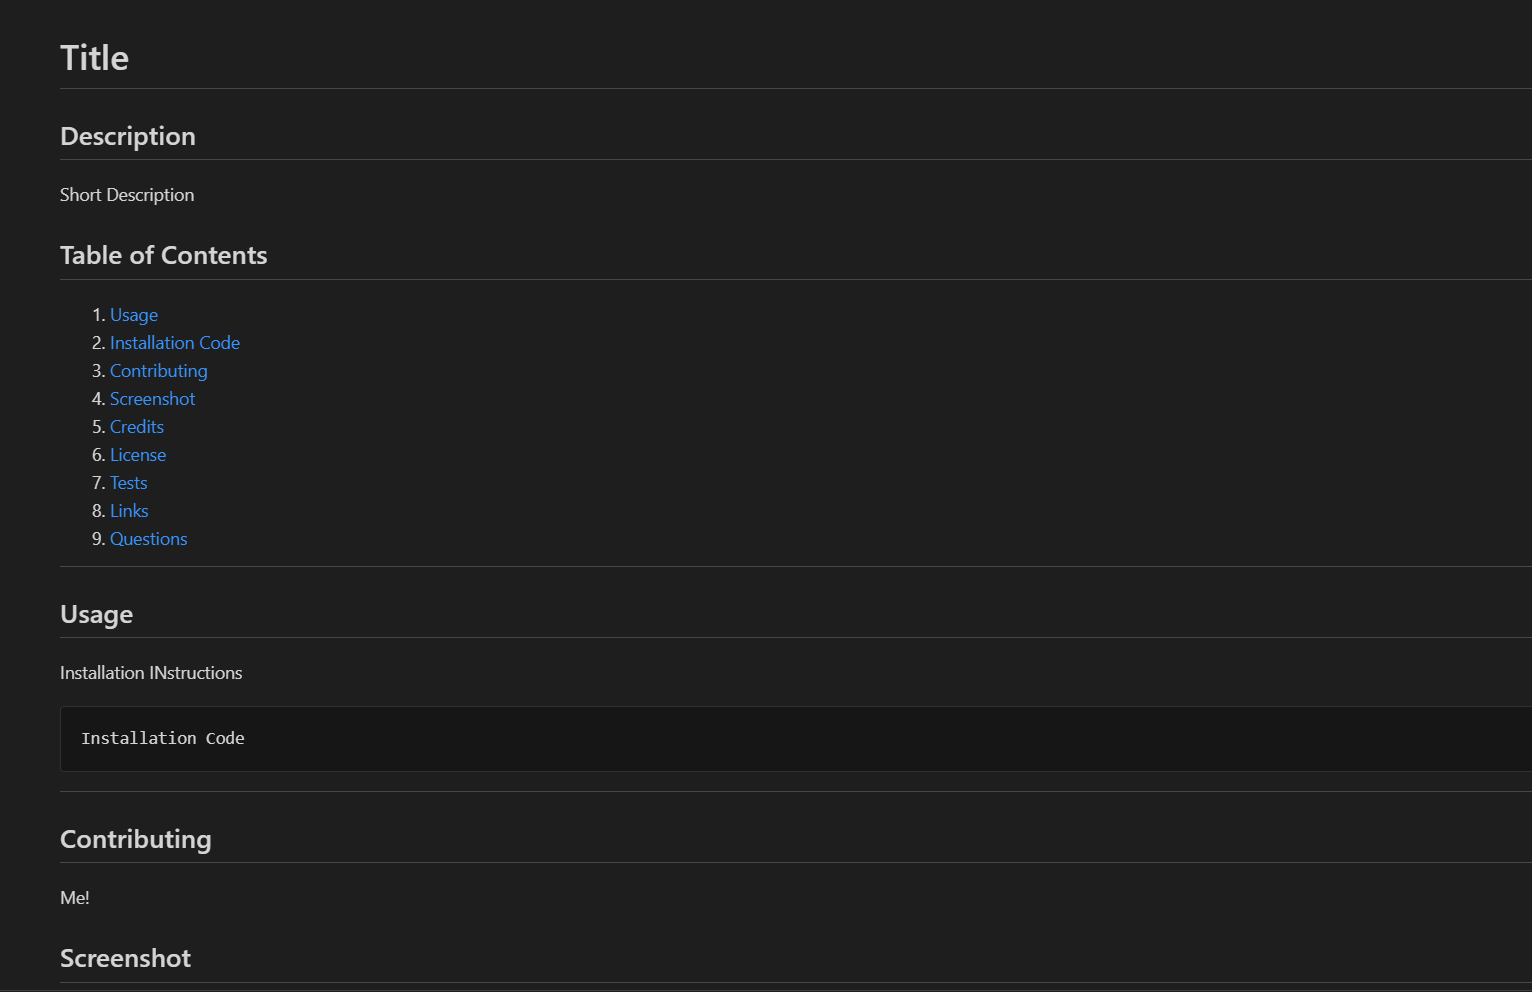 Title
Description
Short Description
Table of Contents
1. Usage
2. Installation Code
3. Contributing
4. Screenshot
5. Credits
6. License
7. Tests
8. Links
9. Questions
Usage
Installation INstructions
Installation Code
Contributing
Me!
Screenshot